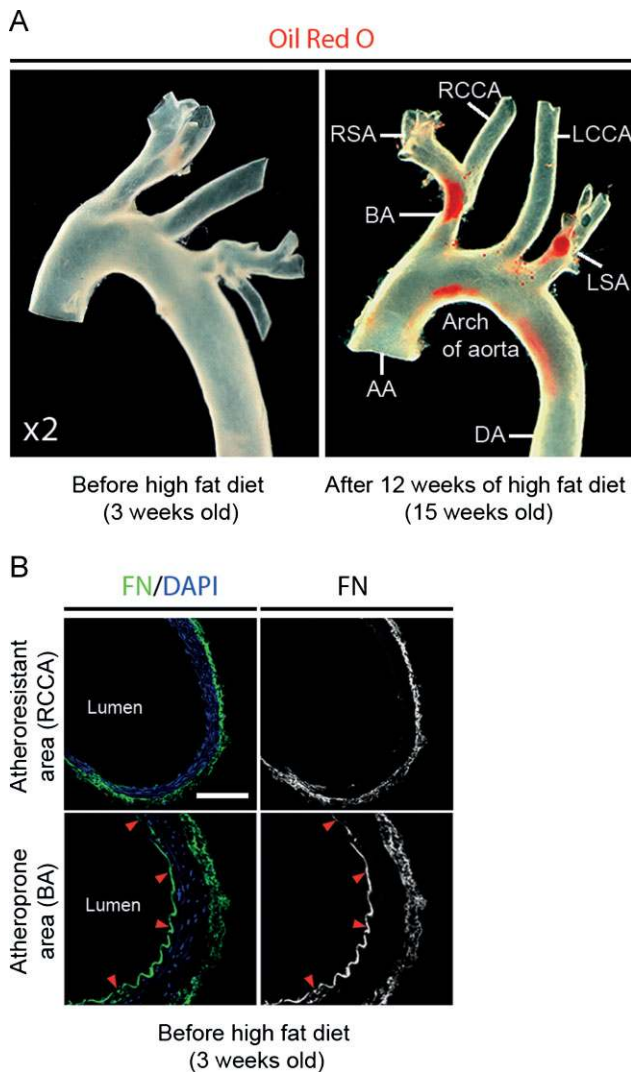 A
Oil Red O
RCCA
RSA
LCCA
BA
LSA
Arch
of aorta
AA
DA
x2
Before high fat diet
(3 weeks old)
After 12 weeks of high fat diet
(15 weeks old)
B
FN/DAPI
FN
Atheroresistant
area (RCCA)
Lumen
Atheroprone
area (BA)
Lumen
Before high fat diet
(3 weeks old)